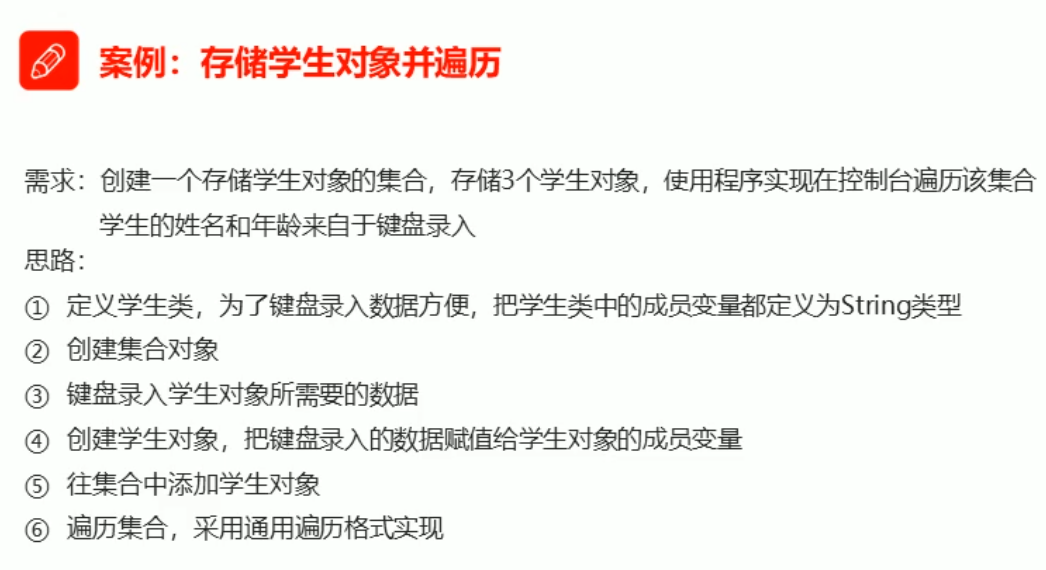 案例：存储学生对象并遍历
需求：创建一个存储学生对象的集合，存储3个学生对象，使用程序实现在控制台遍历该集合
学生的姓名和年龄来自于键盘录入
思路：
① 定义学生类，为了键盘录入数据方便，把学生类中的成员变量都定义为String类型
② 创建集合对象
③ 键盘录入学生对象所需要的数据
④ 创建学生对象，把键盘录入的数据赋值给学生对象的成员变量
⑤ 往集合中添加学生对象
⑥ 遍历集合，采用通用遍历格式实现